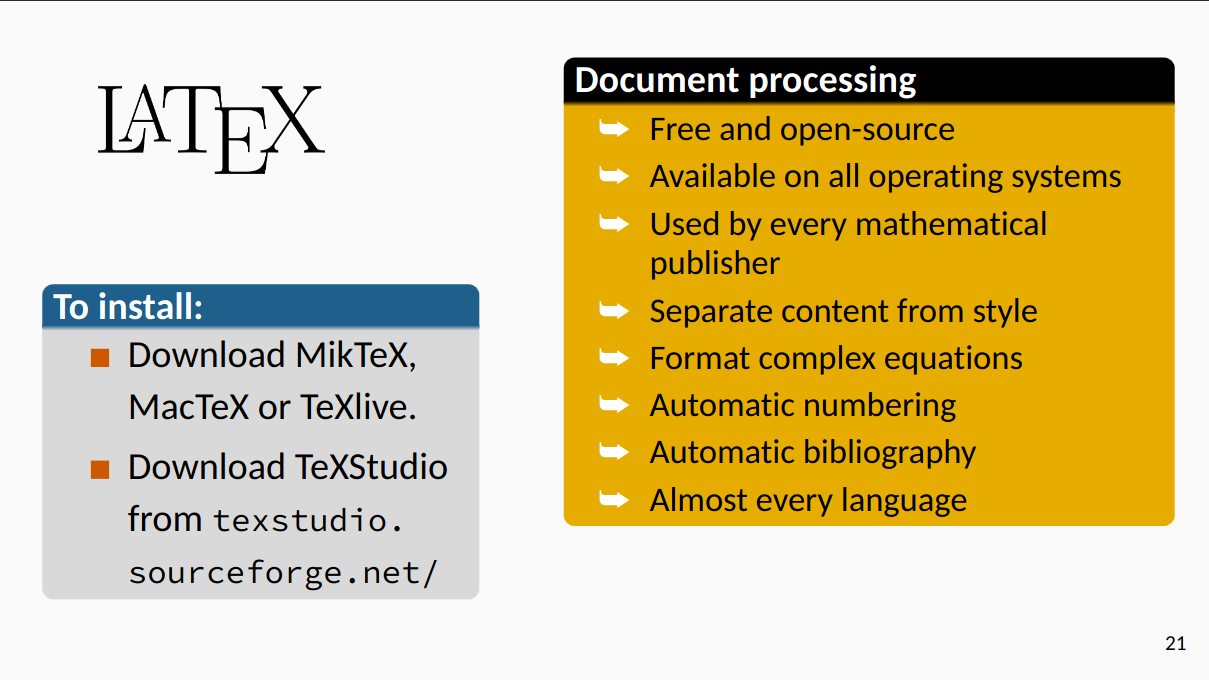 LATEX
To install:
Download MikTeX,
MacTeX or TeXlive.
Download TeXStudio
from texstudio.
sourceforge.net/
Document processing
Free and open-source
Available on all operating systems
Used by every mathematical
publisher
Separate content from style
Format complex equations
Automatic numbering
Automatic bibliography
Almost every language
21